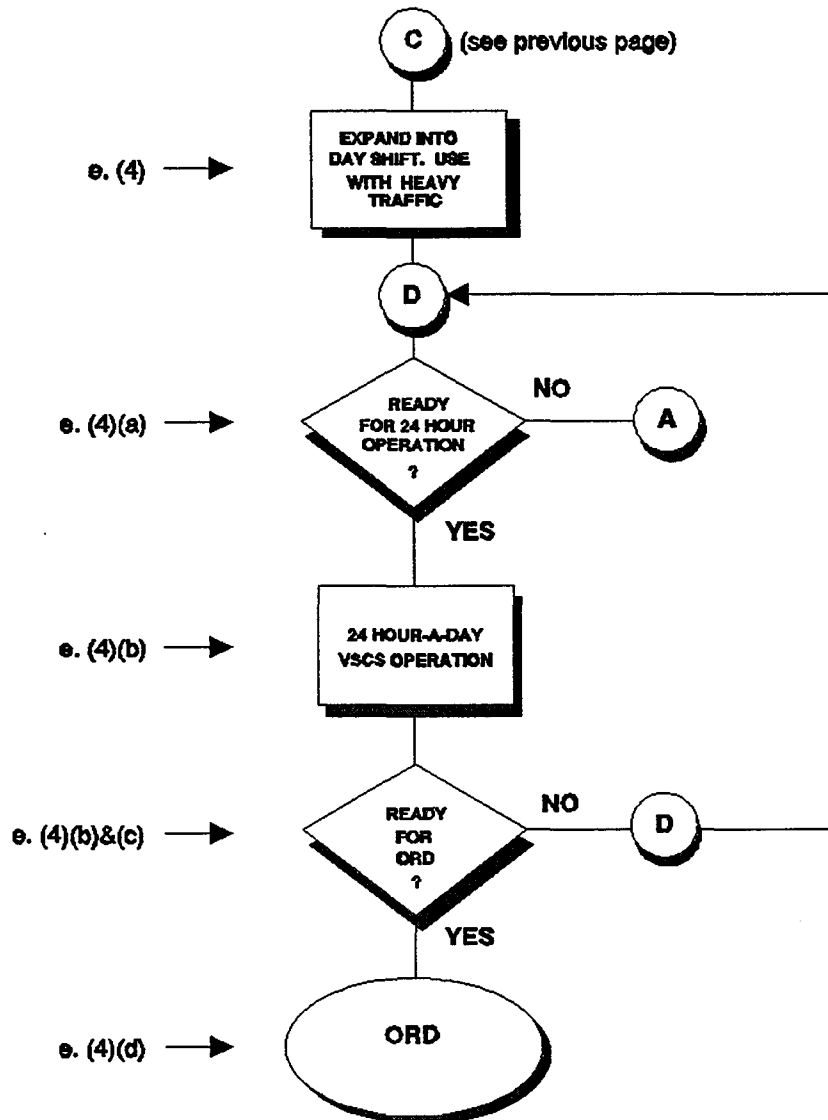 C (see previous page)
e. (4)
EXPAND INTO
DAY SHIFT. USE
WITH HEAVY
TRAFFIC
D
e. (4)(a)
READY
FOR 24 HOUR
OPERATION
?
NO
A
YES
e. (4)(b)
24 HOUR-A-DAY
VSCS OPERATION
e. (4)(b)&(c)
READY
FOR
ORD
?
NO
D
YES
e. (4)(d)
ORD